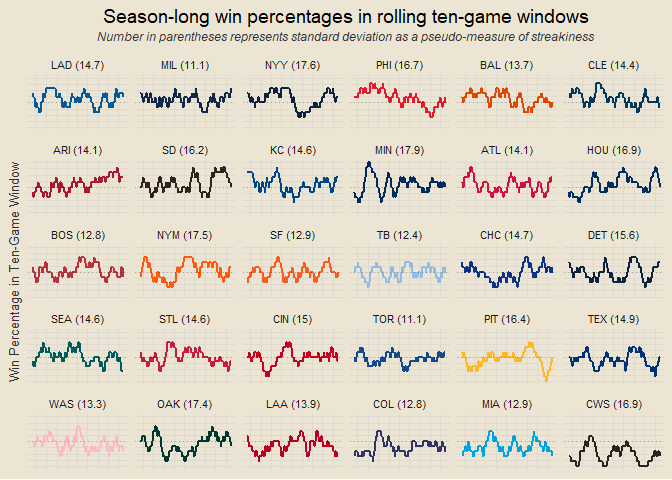 Season-long win percentages in rolling ten-game windows
Number in parentheses represents standard deviation as a pseudo-measure of streakiness
LAD (14.7) MIL (11.1) NYY (17.6) PHI (16.7) BAL (13.7) CLE (14.4)
ARI (14.1) SD (16.2) KC (14.6) MIN (17.9) ATL (14.1) HOU (16.9)
BOS (12.8) NYM (17.5) SF (12.9) TB (12.4) CHC (14.7) DET (15.6)
SEA (14.6) STL (14.6) CIN (15) TOR (11.1) PIT (16.4) TEX (14.9)
WAS (13.3) OAK (17.4) LAA (13.9) COL (12.8) MIA (12.9) CWS (16.9)
Win Percentage in Ten-Game Window